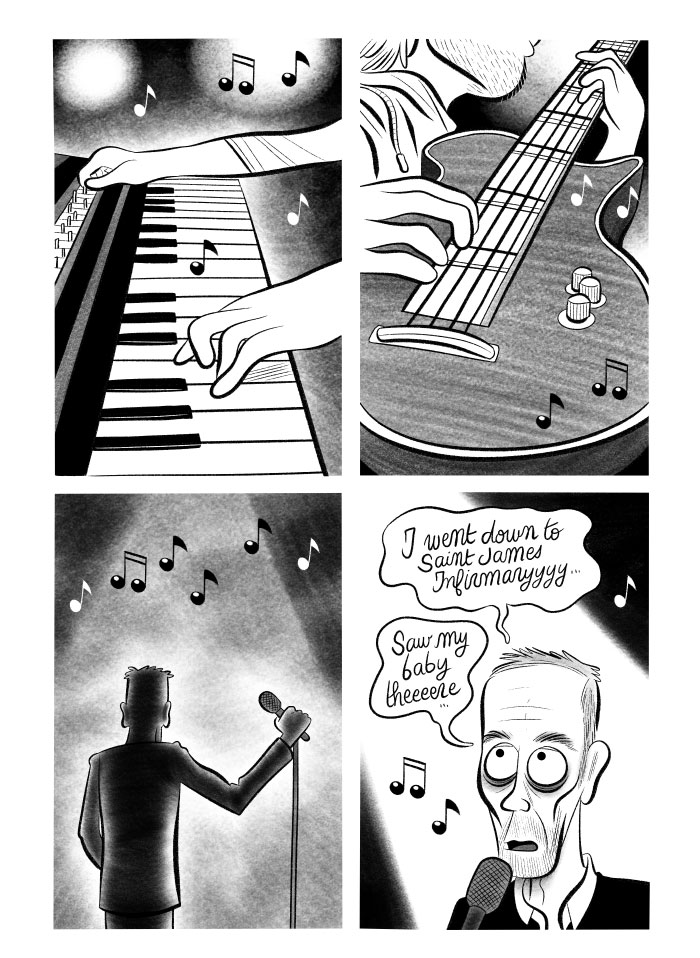 I went down to
Saint James
Infirmaryyyy...
Saw my
baby
theeeere
...